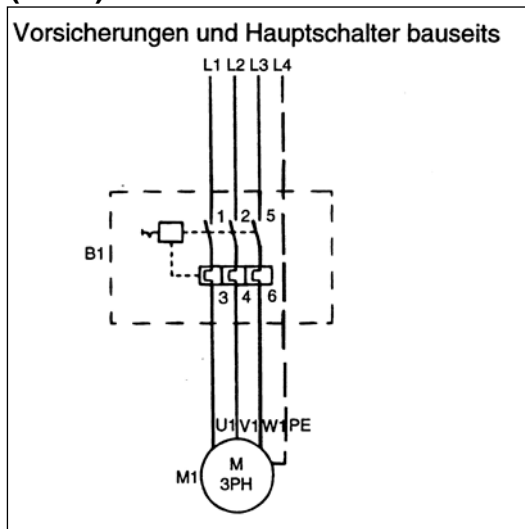 Vorsicherungen und Hauptschalter bauseits
L1 L2 L3 L4
1 2 5
B1
3 4 6
U1 V1 W1 PE
M1
M
3PH